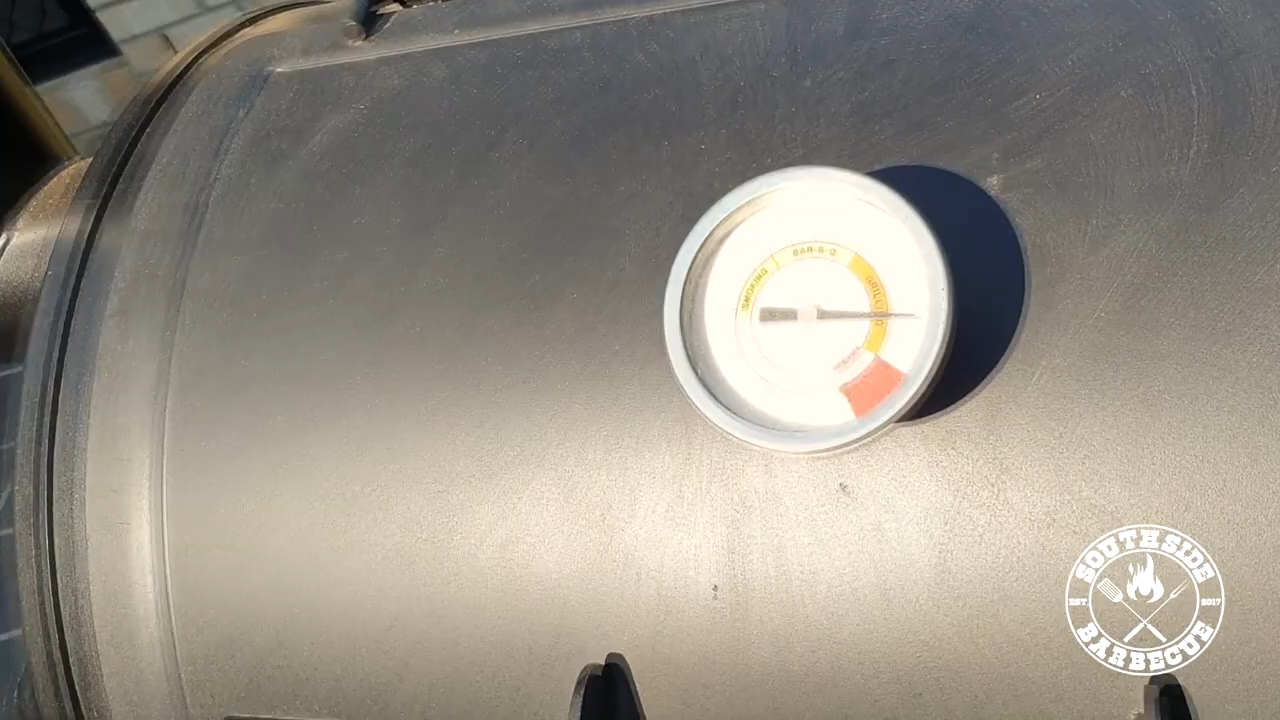 SMOKING
BAR-B-Q
GRILLING
SOUTHSIDE
EST. 2017
BARBECUE